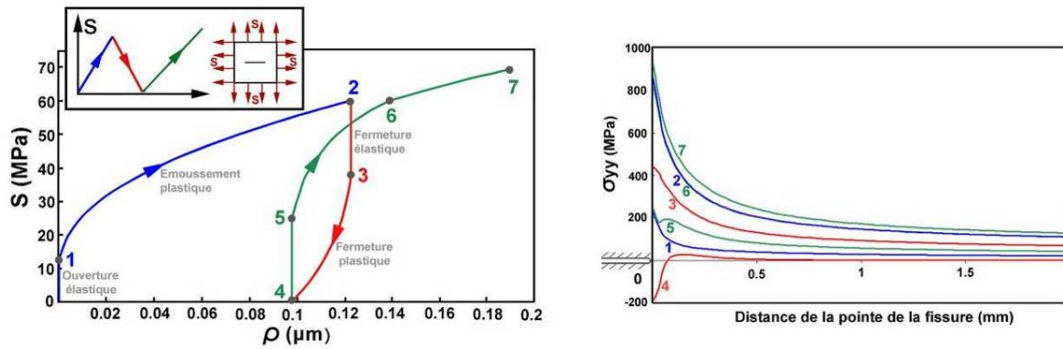 S
S
S
S
S
70
60
50
40
30
20
10
0
S (MPa)
1
2
3
4
5
6
7
Ouverture
élastique
Emoussement
plastique
Fermeture
élastique
Fermeture
plastique
0.02
0.04
0.06
0.08
0.1
0.12
0.14
0.16
0.18
0.2
ρ (μm)
1000
800
600
400
200
0
-200
σyy
7
2
6
3
5
1
4
0.5
1
1.5
Distance de la pointe de la fissure (mm)